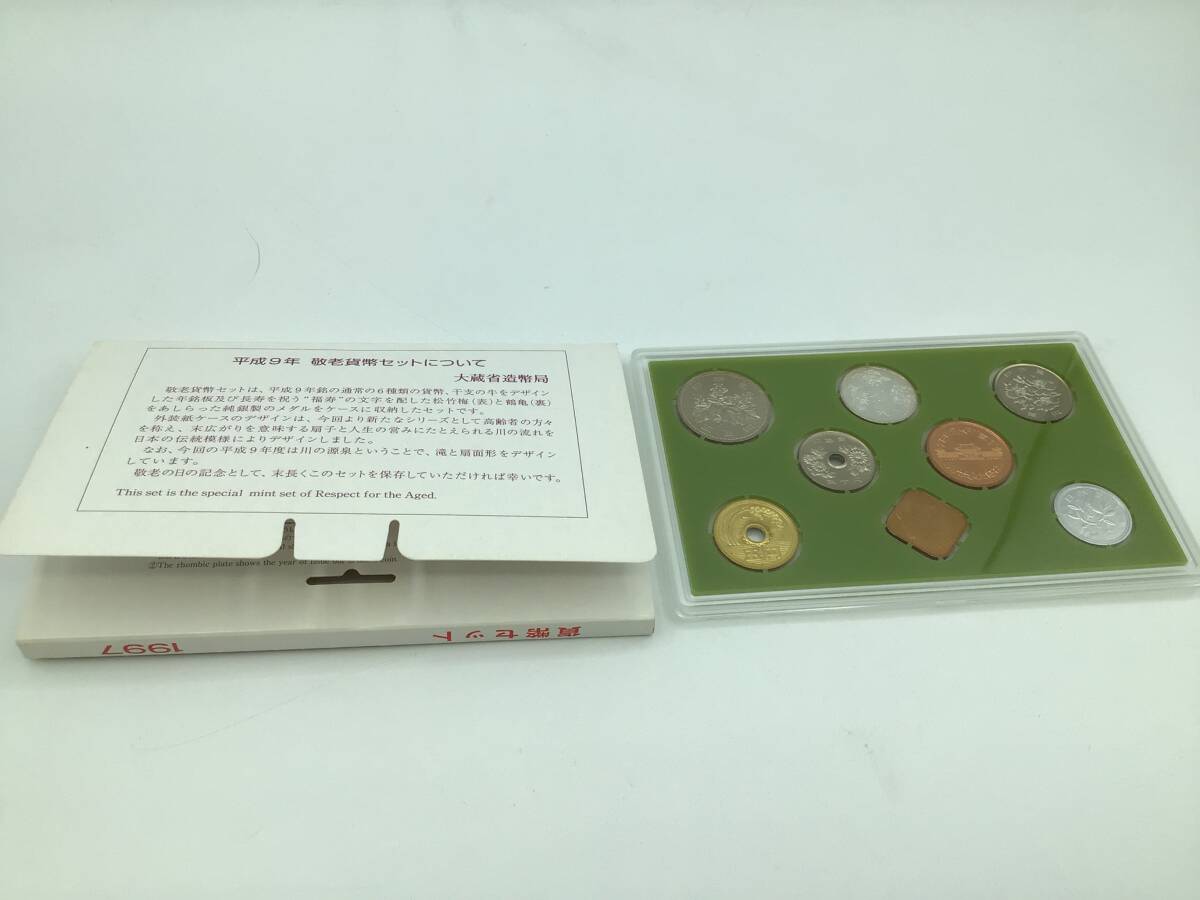 平成9年 敬老貨幣セットについて
大蔵省造幣局
敬老貨幣セットは、平成9年銘の通常の6種類の貨幣、干支の牛をデザイン
した年銘板及び長寿を祝う"福寿"の文字を配した松竹梅(表)と鶴亀(裏)
をあしらった純銀製のメダルをケースに収納したセットです。
外装紙ケースのデザインは、今回より新たなシリーズとして高齢者の方々
を称え、末広がりを意味する扇子と人生の営みにたとえられる川の流れを
日本の伝統模様によりデザインしました。
なお、今回の平成9年度は川の源泉ということで、滝と扇面形をデザイン
しています。
敬老の日の記念として、末長くこのセットを保存していただければ幸いです。
This set is the special mint set of Respect for the Aged.
②The rhombic plate shows the year of issue
貨幣セット
1997